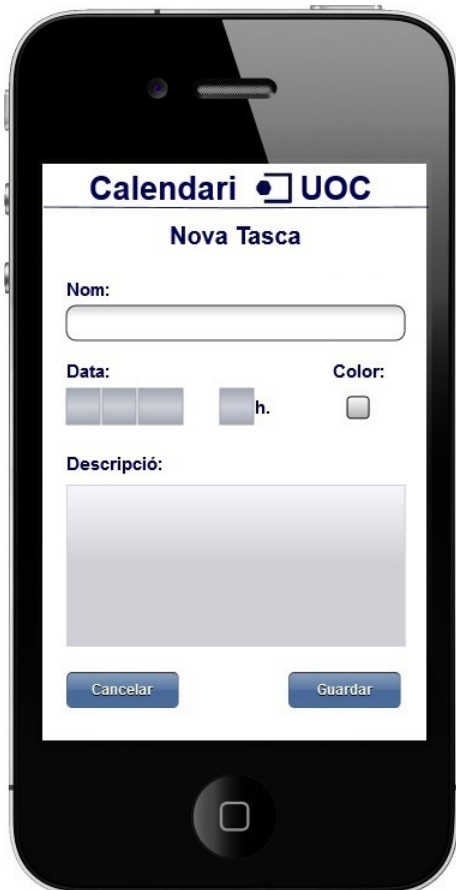 Calendari UOC
Nova Tasca
Nom:
Data: Color:
h.
Descripció:
Cancelar Guardar